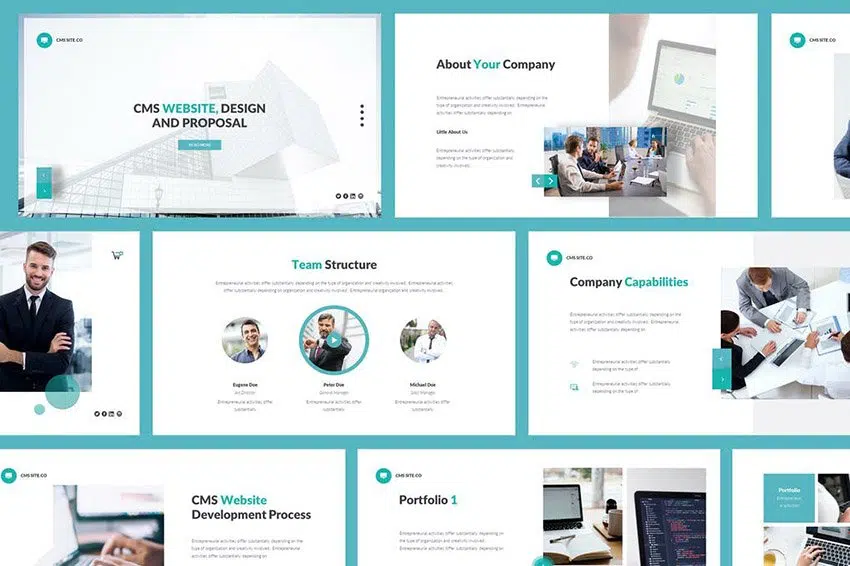 CMS SITE.CO
CMS WEBSITE, DESIGN
AND PROPOSAL
READ MORE
About Your Company
Entrepreneurial activities differ substantially depending on the
type of organization and creativity involved. Entrepreneurial
activities differ substantially depending on
Little About Us
Entrepreneurial activities differ substantially
depending on the type of organization and
creativity involved.
CMS SITE.CO
Team Structure
Entrepreneurial activities differ substantially depending on the type of organization and creativity involved. Entrepreneurial activities
differ substantially depending on organization and creativity involved. Entrepreneurial organization and creativity involved.
Eugene Doe
Art Director
Entrepreneurial activities differ
substantially
Peter Doe
General Manager
Entrepreneurial activities differ
substantially
Michael Doe
Entrepreneurial activities differ
substantially
CMS SITE.CO
Company Capabilities
Entrepreneurial activities differ substantially depending on the
type of organization and creativity involved. Entrepreneurial
activities differ substantially depending on
Entrepreneurial activities differ substantially
depending on the type of
Entrepreneurial activities differ substantially
depending on the type of
CMS SITE.CO
CMS Website
Development Process
Entrepreneurial activities differ substantially depending on the
type of organization and creativity involved. Entrepreneurial
activities differ substantially depending on
CMS SITE.CO
Portfolio 1
Entrepreneurial activities differ substantially depending on
the type of organization and creativity involved.
Entrepreneurial activities differ substantially depending on
Portfolio
Entrepreneurs